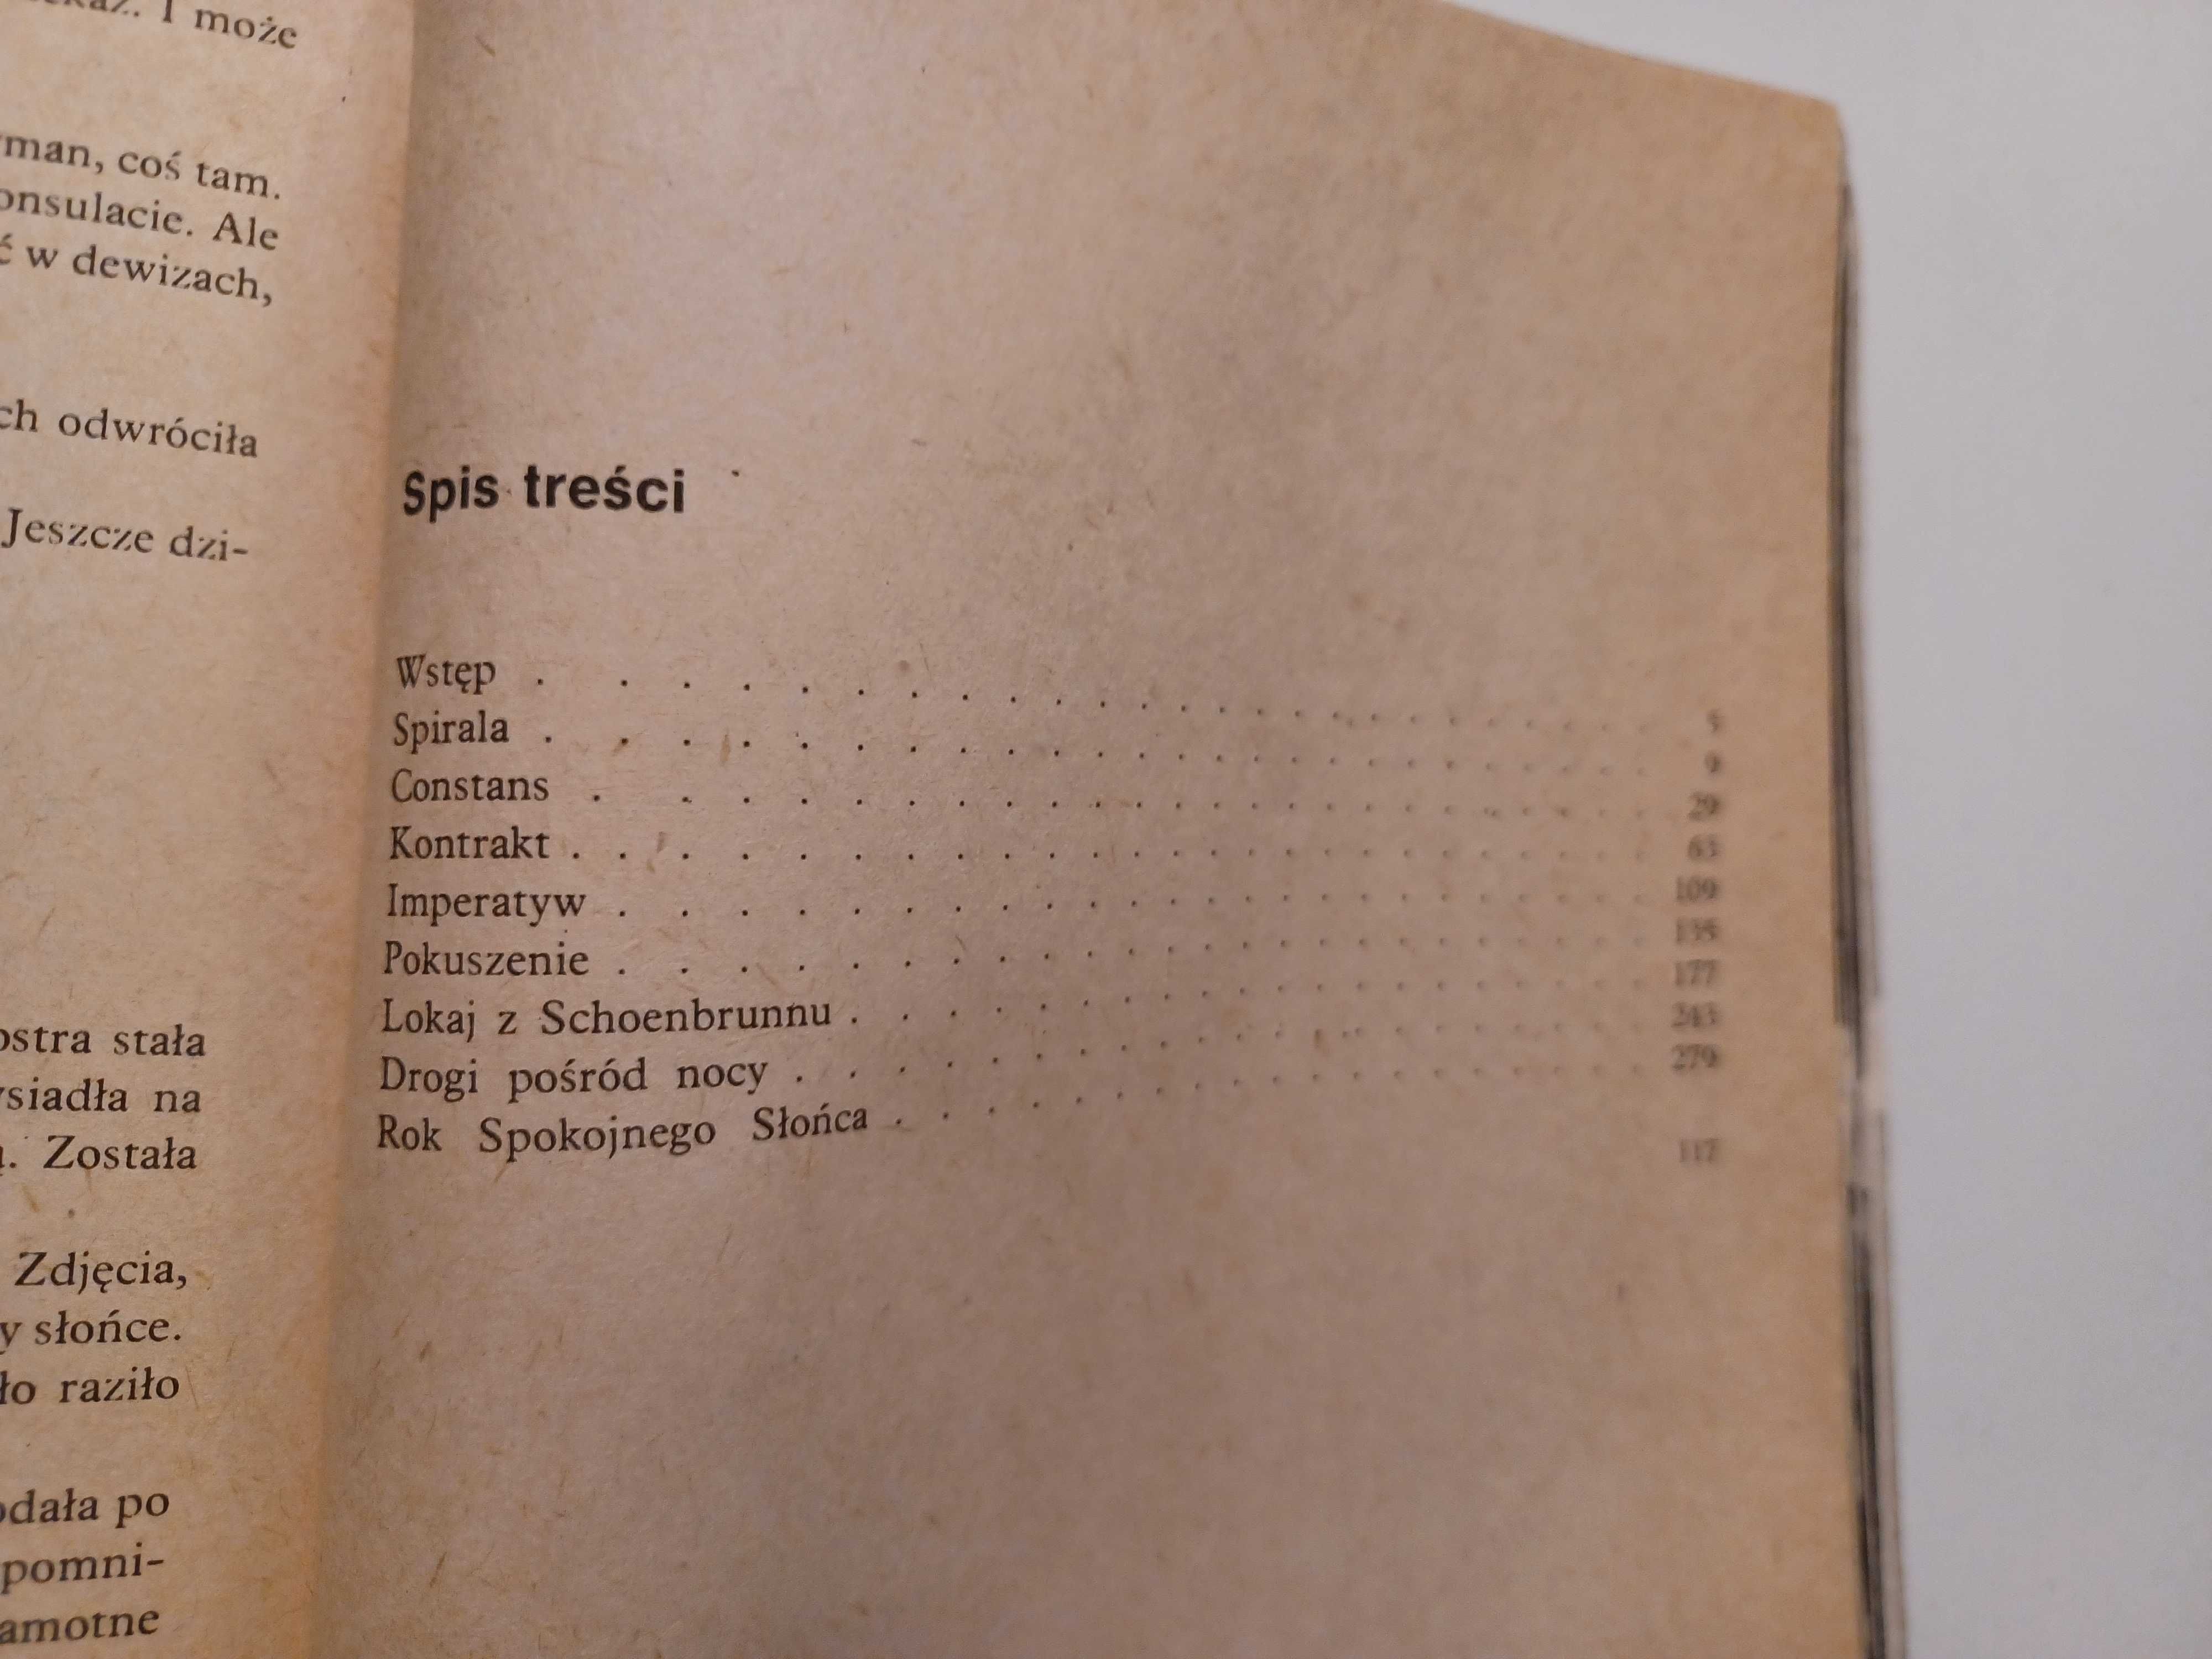 I może
man, coś tam.
onsulacie. Ale
ć w dewizach,
ch odwróciła
Jeszcze dzi-
ostra stała
siadła na
Została
Zdjęcia,
y słońce.
ło raziło
odała po
pomni-
amotne
Spis treści
Wstęp . . . . . . . . . . . . . . . . . . . . 5
Spirala . . . . . . . . . . . . . . . . . . . . 9
Constans . . . . . . . . . . . . . . . . . . . . 29
Kontrakt . . . . . . . . . . . . . . . . . . . . 63
Imperatyw . . . . . . . . . . . . . . . . . . . . 109
Pokuszenie . . . . . . . . . . . . . . . . . . . .
Lokaj z Schoenbrunnu . . . . . . . . . . . . . . . . 177
Drogi pośród nocy . . . . . . . . . . . . . . . . 243
Rok Spokojnego Słońca . . . . . . . . . . . . . . . 279